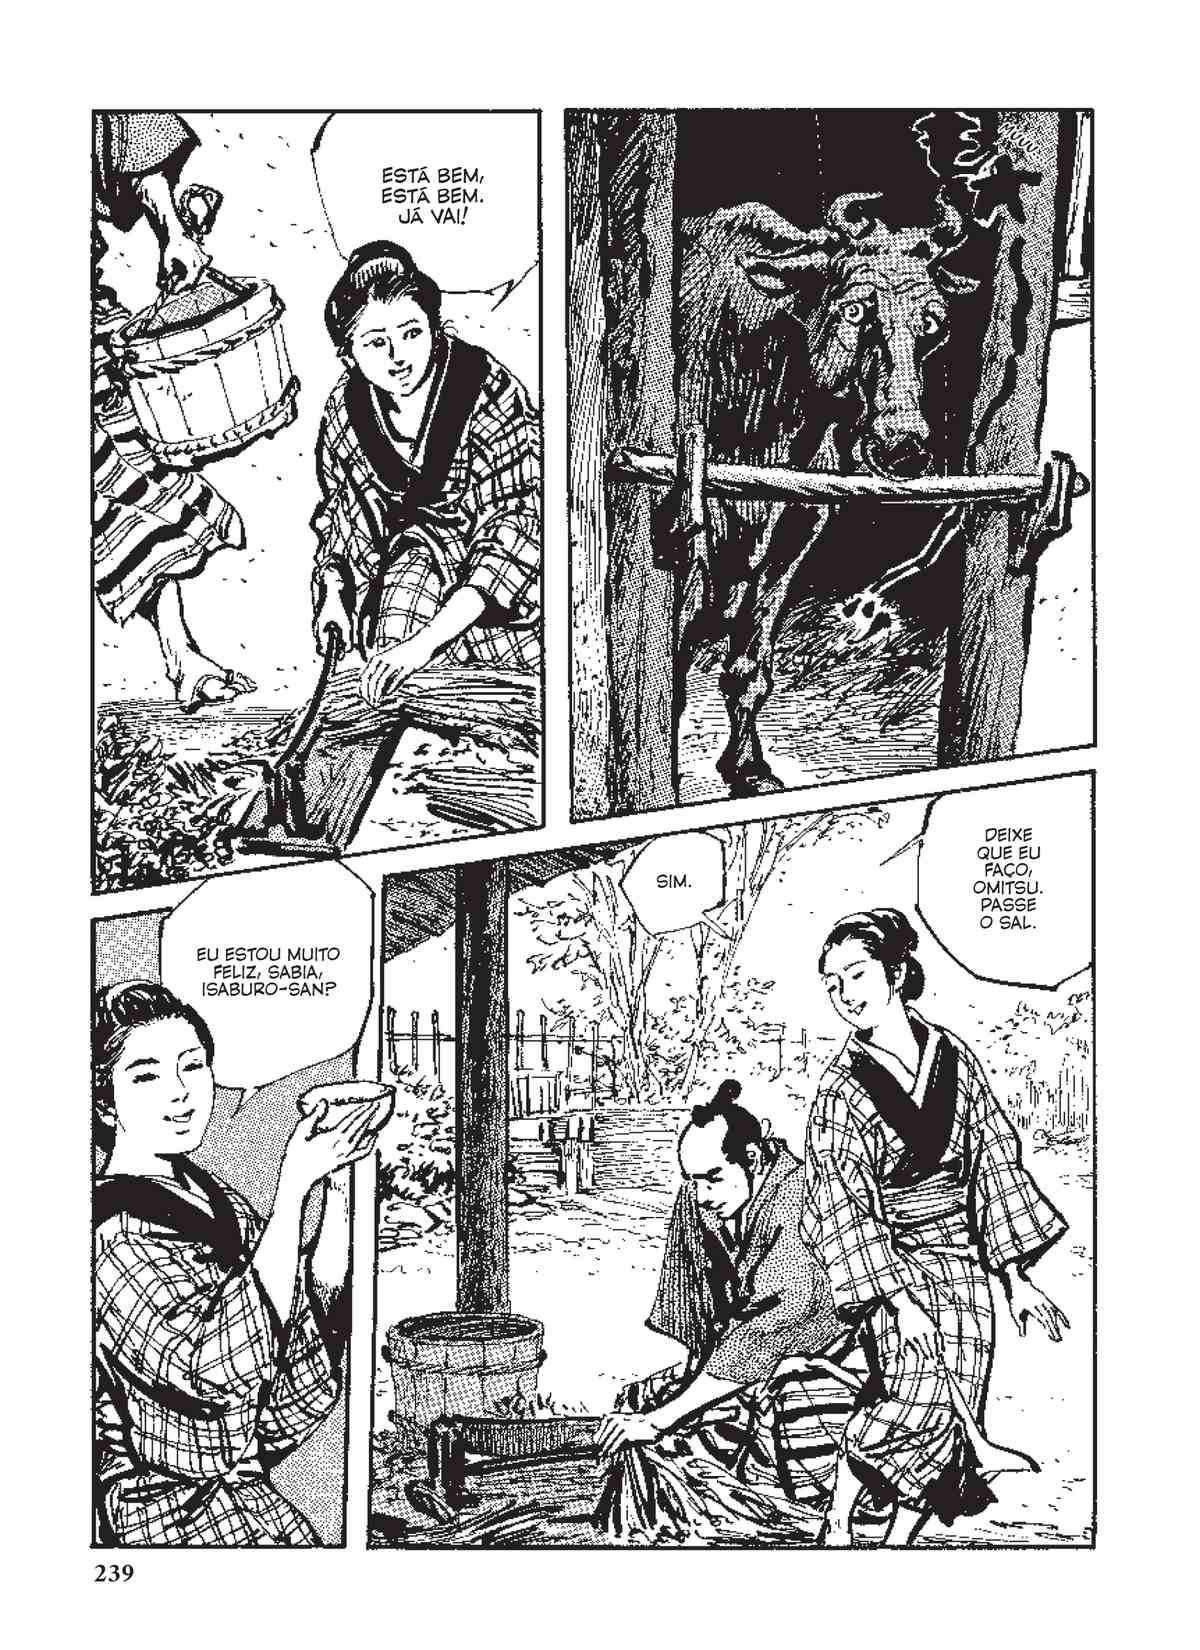 ESTÁ BEM,
ESTÁ BEM.
JÁ VAI!
DEIXE
QUE EU
FAÇO,
OMITSU.
PASSE
O SAL.
SIM.
EU ESTOU MUITO
FELIZ, SABIA,
ISABURO-SAN?
239